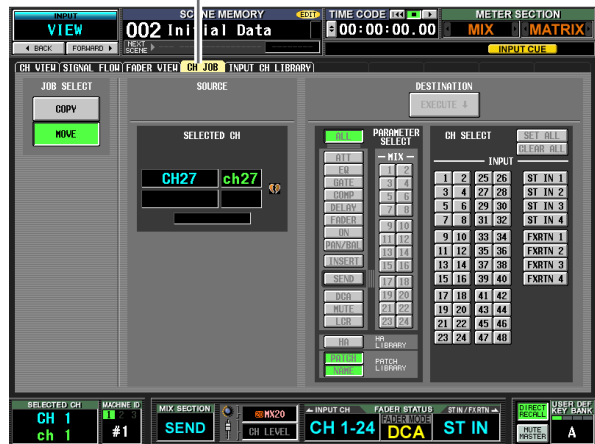 INPUT
VIEW
BACK FORWARD
SCENE MEMORY EDIT
002 Initial Data
NEXT SCENE
TIME CODE
00:00:00.00
METER SECTION
MIX MATRIX
INPUT CUE
CH VIEW SIGNAL FLOW FADER VIEW CH JOB INPUT CH LIBRARY
JOB SELECT
COPY
MOVE
SOURCE
SELECTED CH
CH27 ch27
DESTINATION
EXECUTE
ALL PARAMETER SELECT
ATT
EQ
GATE
COMP
DELAY
FADER
ON
PAN/BAL
INSERT
SEND
DCA
MUTE
LCR
HA HA LIBRARY
PATCH PATCH LIBRARY
NAME
MIX
1 2
3 4
5 6
7 8
9 10
11 12
13 14
15 16
17 18
19 20
21 22
23 24
CH SELECT SET ALL
CLEAR ALL
INPUT
1 2 25 26 ST IN 1
3 4 27 28 ST IN 2
5 6 29 30 ST IN 3
7 8 31 32 ST IN 4
9 10 33 34 FXRTN 1
11 12 35 36 FXRTN 2
13 14 37 38 FXRTN 3
15 16 39 40 FXRTN 4
17 18 41 42
19 20 43 44
21 22 45 46
23 24 47 48
SELECTED CH
CH 1
ch 1
MACHINE ID
1 2 3
#1
MIX SECTION
SEND
MX20
CH LEVEL
INPUT CH FADER STATUS ST IN/FXRTN
CH 1-24 FADER MODE DCA ST IN
DIRECT RECALL
MUTE MASTER
USER DEF KEY BANK
A